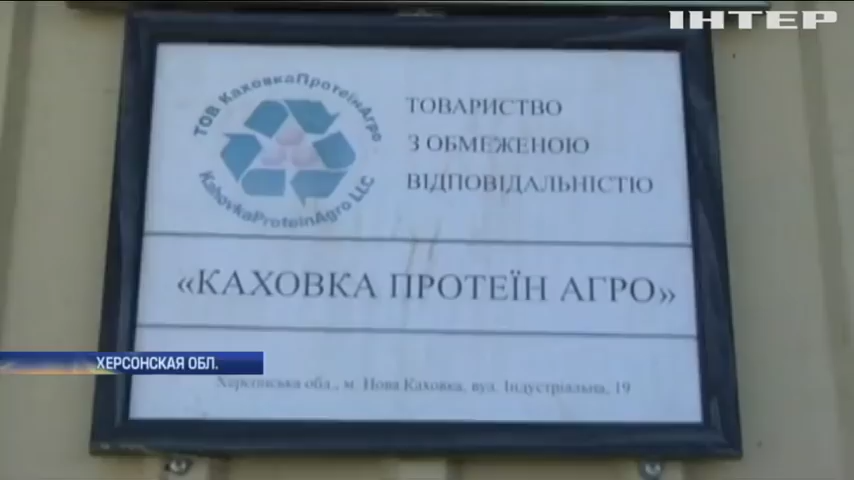 ІНТЕР
ТОВ КаховкаПротеїнАгро
KahovkaProteinAgro LLC
ТОВАРИСТВО
З ОБМЕЖЕНОЮ
ВІДПОВІДАЛЬНІСТЮ
«КАХОВКА ПРОТЕЇН АГРО»
ХЕРСОНСКАЯ ОБЛ.
Херсонська обл., м. Нова Каховка, вул. Індустріальна, 19